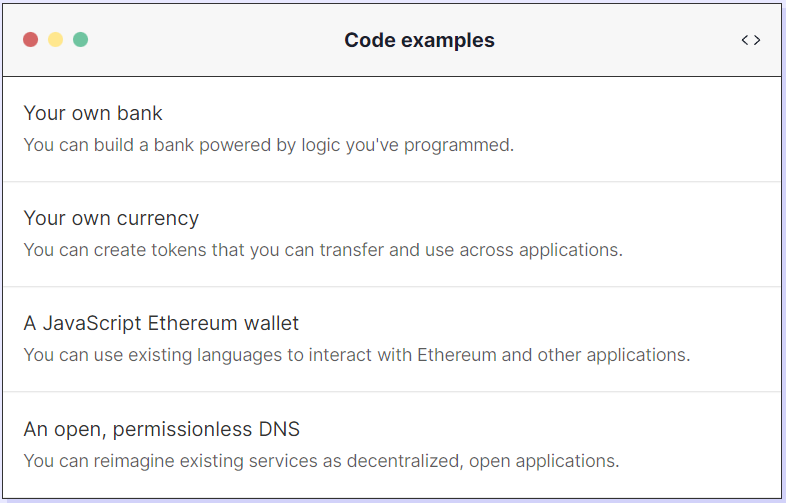 Code examples
<>
Your own bank
You can build a bank powered by logic you've programmed.
Your own currency
You can create tokens that you can transfer and use across applications.
A JavaScript Ethereum wallet
You can use existing languages to interact with Ethereum and other applications.
An open, permissionless DNS
You can reimagine existing services as decentralized, open applications.